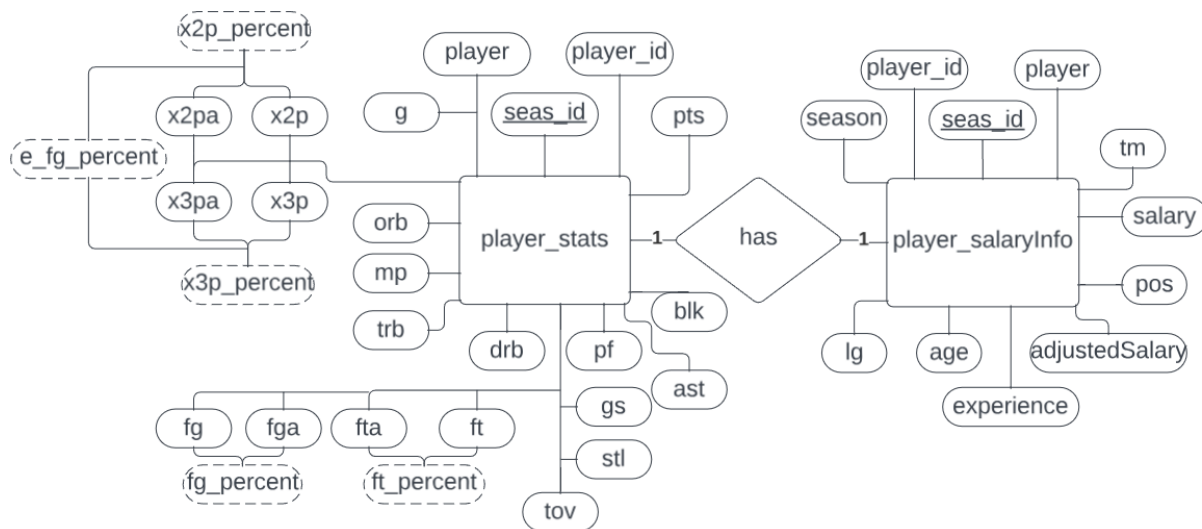 x2p_percent
player
player_id
player_id
player
x2pa
x2p
g
seas_id
pts
season
seas_id
tm
e_fg_percent
x3pa
x3p
orb
player_stats
1
has
1
player_salaryInfo
salary
mp
x3p_percent
pos
trb
drb
pf
blk
lg
age
adjustedSalary
ast
fg
fga
fta
ft
gs
experience
stl
fg_percent
ft_percent
tov